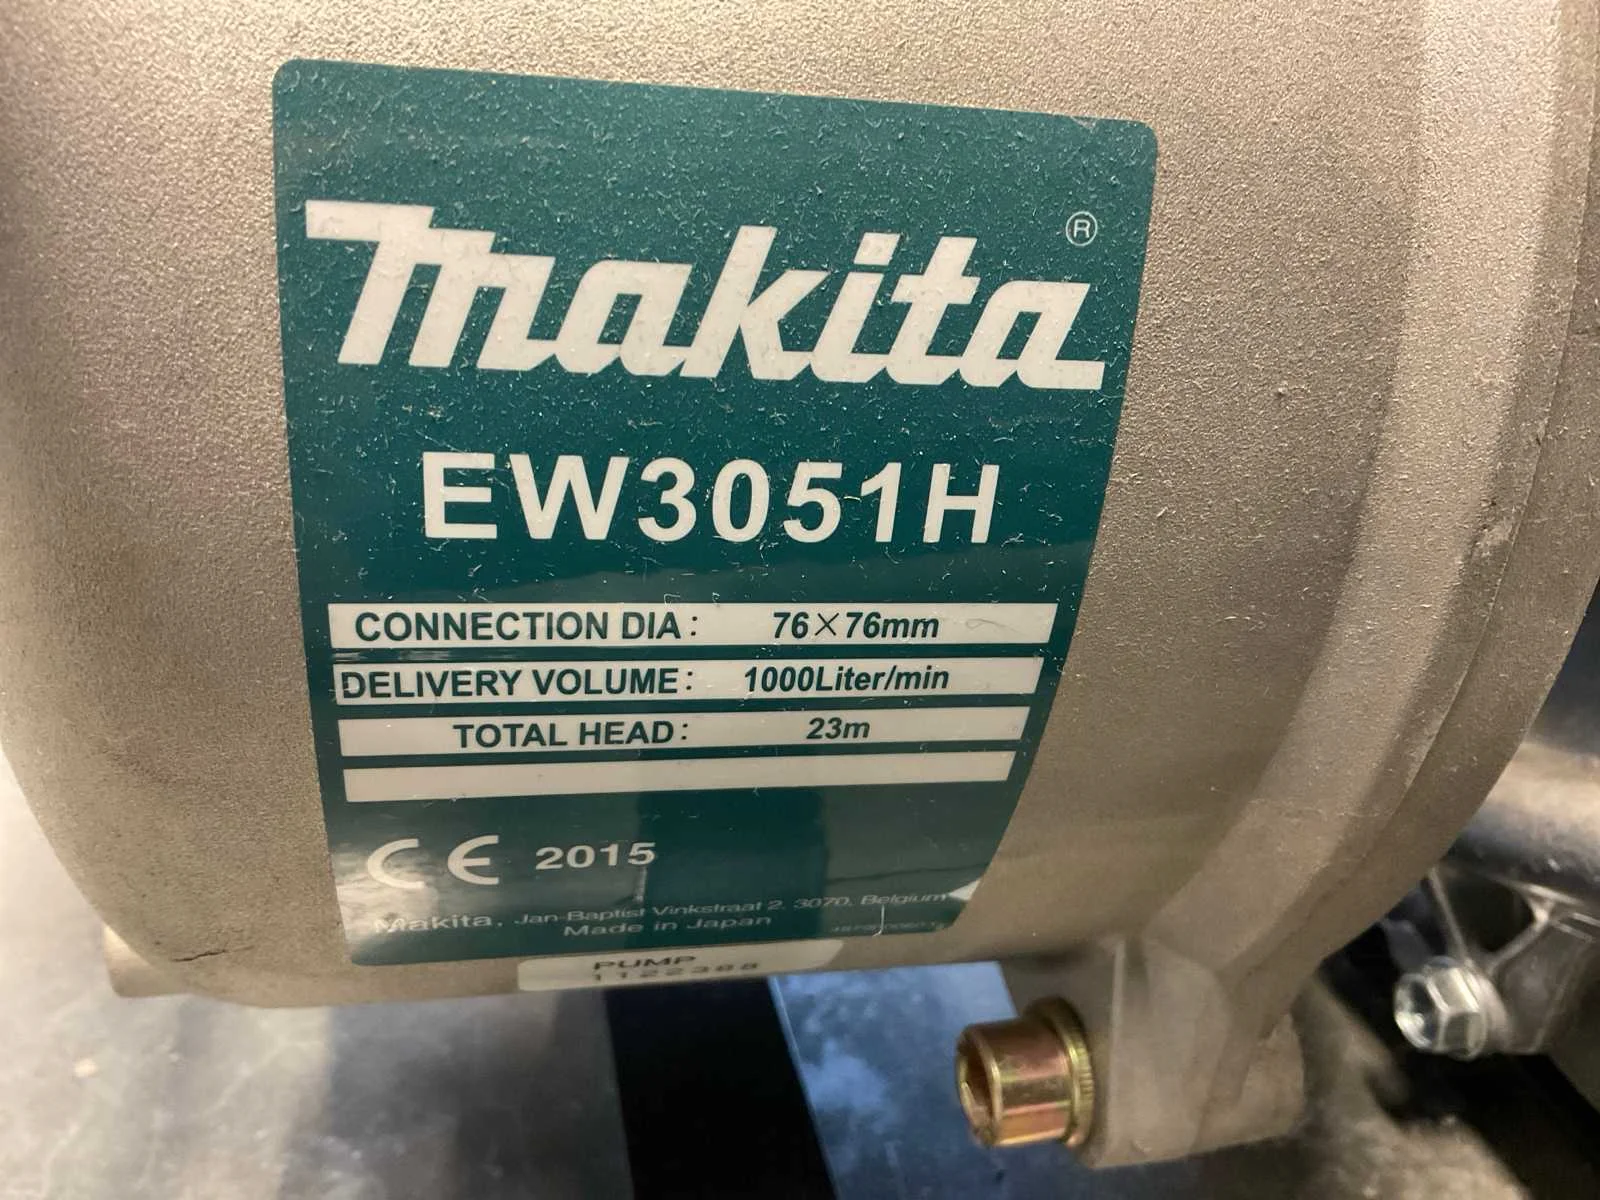 makita ®
EW3051H
CONNECTION DIA: 76×76mm
DELIVERY VOLUME: 1000Liter/min
TOTAL HEAD: 23m
CE 2015
Makita, Jan-Baptist Vinkstraat 2, 3070, Belgium
Made in Japan
PUMP